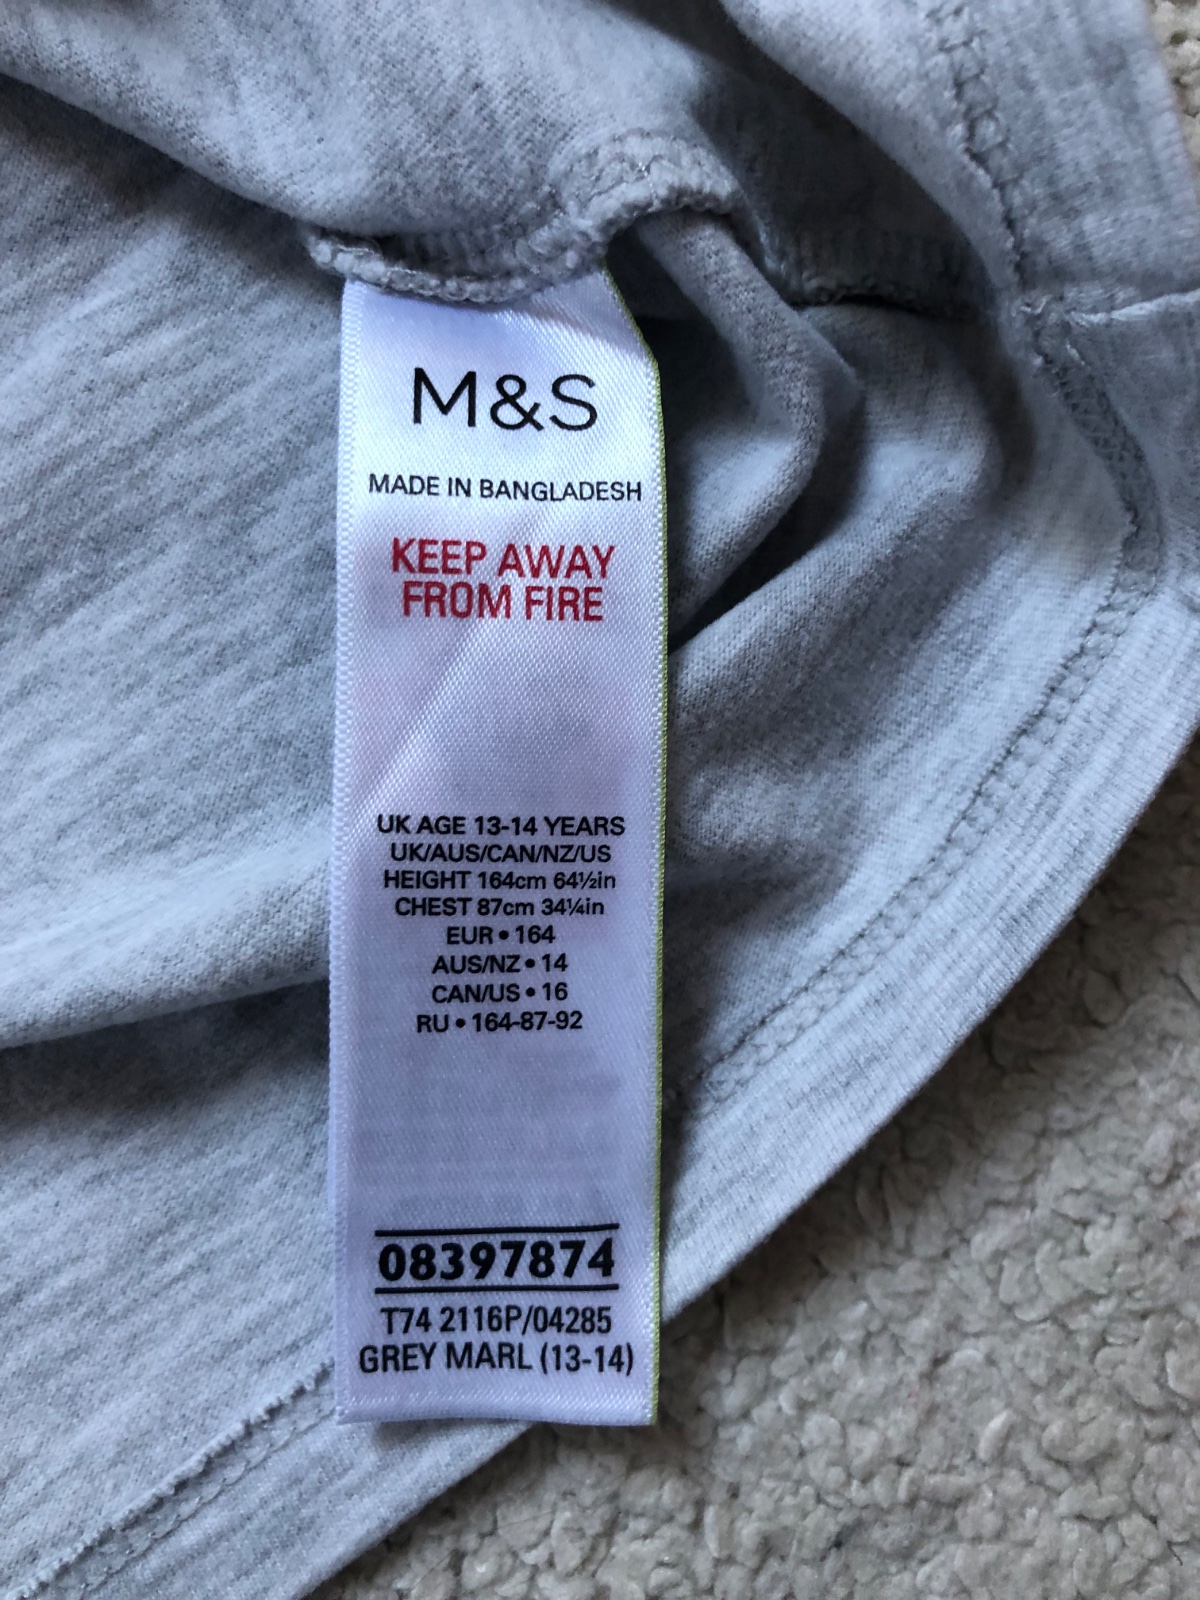 M&S
MADE IN BANGLADESH
KEEP AWAY
FROM FIRE
UK AGE 13-14 YEARS
UK/AUS/CAN/NZ/US
HEIGHT 164cm 64½in
CHEST 87cm 34¼in
EUR • 164
AUS/NZ • 14
CAN/US • 16
RU • 164-87-92
08397874
T74 2116P/04285
GREY MARL (13-14)